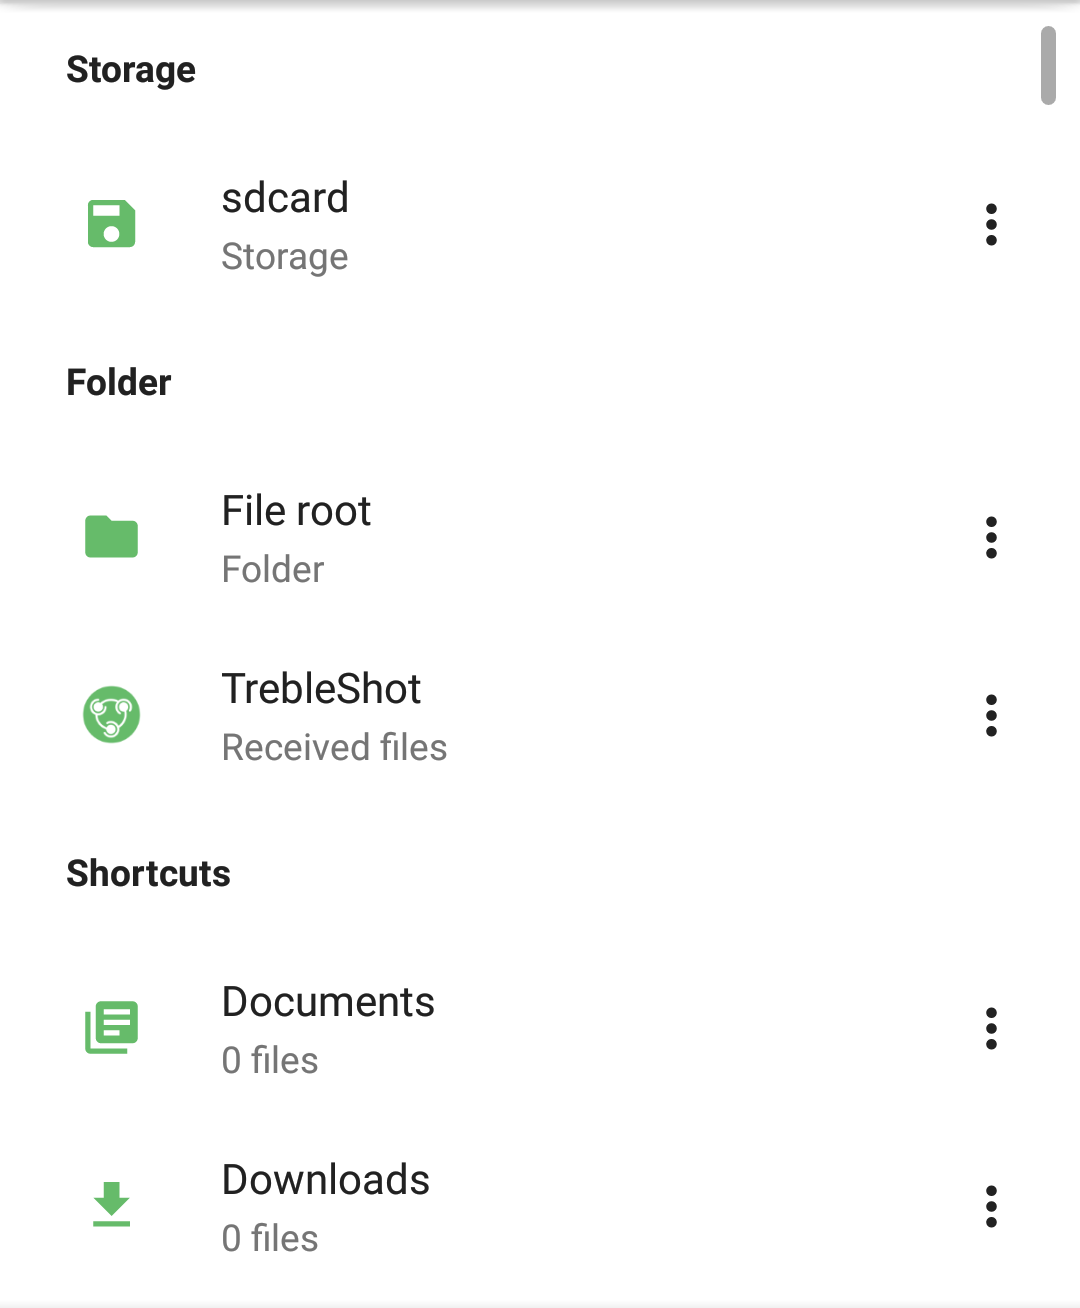 Storage
sdcard
Storage
Folder
File root
Folder
TrebleShot
Received files
Shortcuts
Documents
0 files
Downloads
0 files